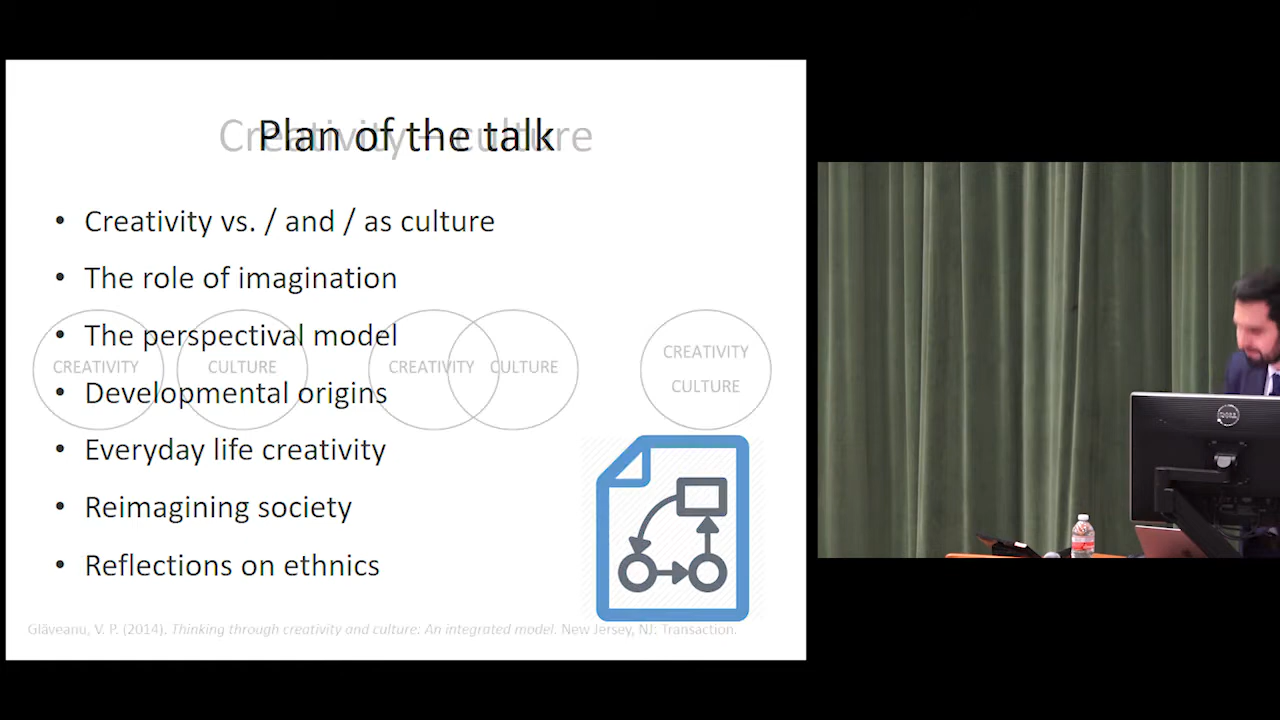 Plan of the talk
Creativity – culture
• Creativity vs. / and / as culture
• The role of imagination
• The perspectival model
CREATIVITY CULTURE CREATIVITY CULTURE CREATIVITY
CULTURE
• Developmental origins
• Everyday life creativity
• Reimagining society
• Reflections on ethnics
Glăveanu, V. P. (2014). Thinking through creativity and culture: An integrated model. New Jersey, NJ: Transaction.
DELL